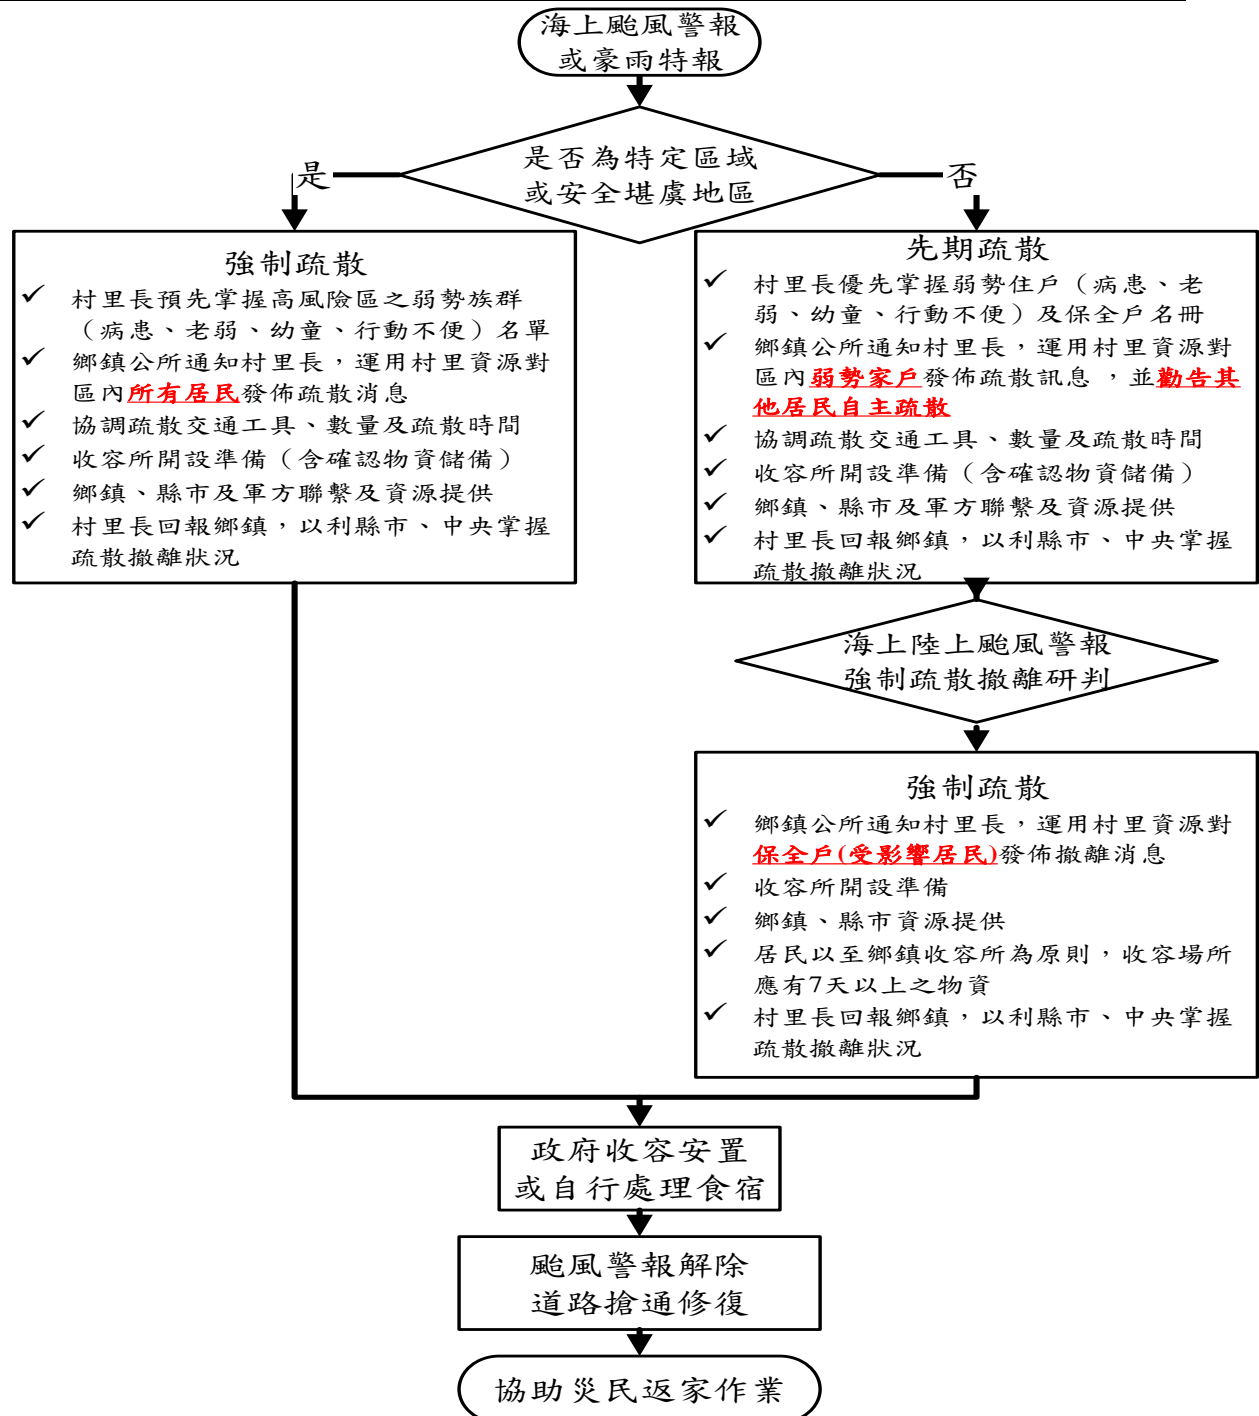 海上颱風警報
或豪雨特報
是否為特定區域
或安全堪虞地區
是
否
強制疏散
✓ 村里長預先掌握高風險區之弱勢族群
（病患、老弱、幼童、行動不便）名單
✓ 鄉鎮公所通知村里長，運用村里資源對
區內所有居民發佈疏散消息
✓ 協調疏散交通工具、數量及疏散時間
✓ 收容所開設準備（含確認物資儲備）
✓ 鄉鎮、縣市及軍方聯繫及資源提供
✓ 村里長回報鄉鎮，以利縣市、中央掌握
疏散撤離狀況
先期疏散
✓ 村里長優先掌握弱勢住戶（病患、老
弱、幼童、行動不便）及保全戶名冊
✓ 鄉鎮公所通知村里長，運用村里資源對
區內弱勢家戶發佈疏散訊息 ，並勸告其
他居民自主疏散
✓ 協調疏散交通工具、數量及疏散時間
✓ 收容所開設準備（含確認物資儲備）
✓ 鄉鎮、縣市及軍方聯繫及資源提供
✓ 村里長回報鄉鎮，以利縣市、中央掌握
疏散撤離狀況
海上陸上颱風警報
強制疏散撤離研判
強制疏散
✓ 鄉鎮公所通知村里長，運用村里資源對
保全戶(受影響居民)發佈撤離消息
✓ 收容所開設準備
✓ 鄉鎮、縣市資源提供
✓ 居民以至鄉鎮收容所為原則，收容場所
應有7天以上之物資
✓ 村里長回報鄉鎮，以利縣市、中央掌握
疏散撤離狀況
政府收容安置
或自行處理食宿
颱風警報解除
道路搶通修復
協助災民返家作業